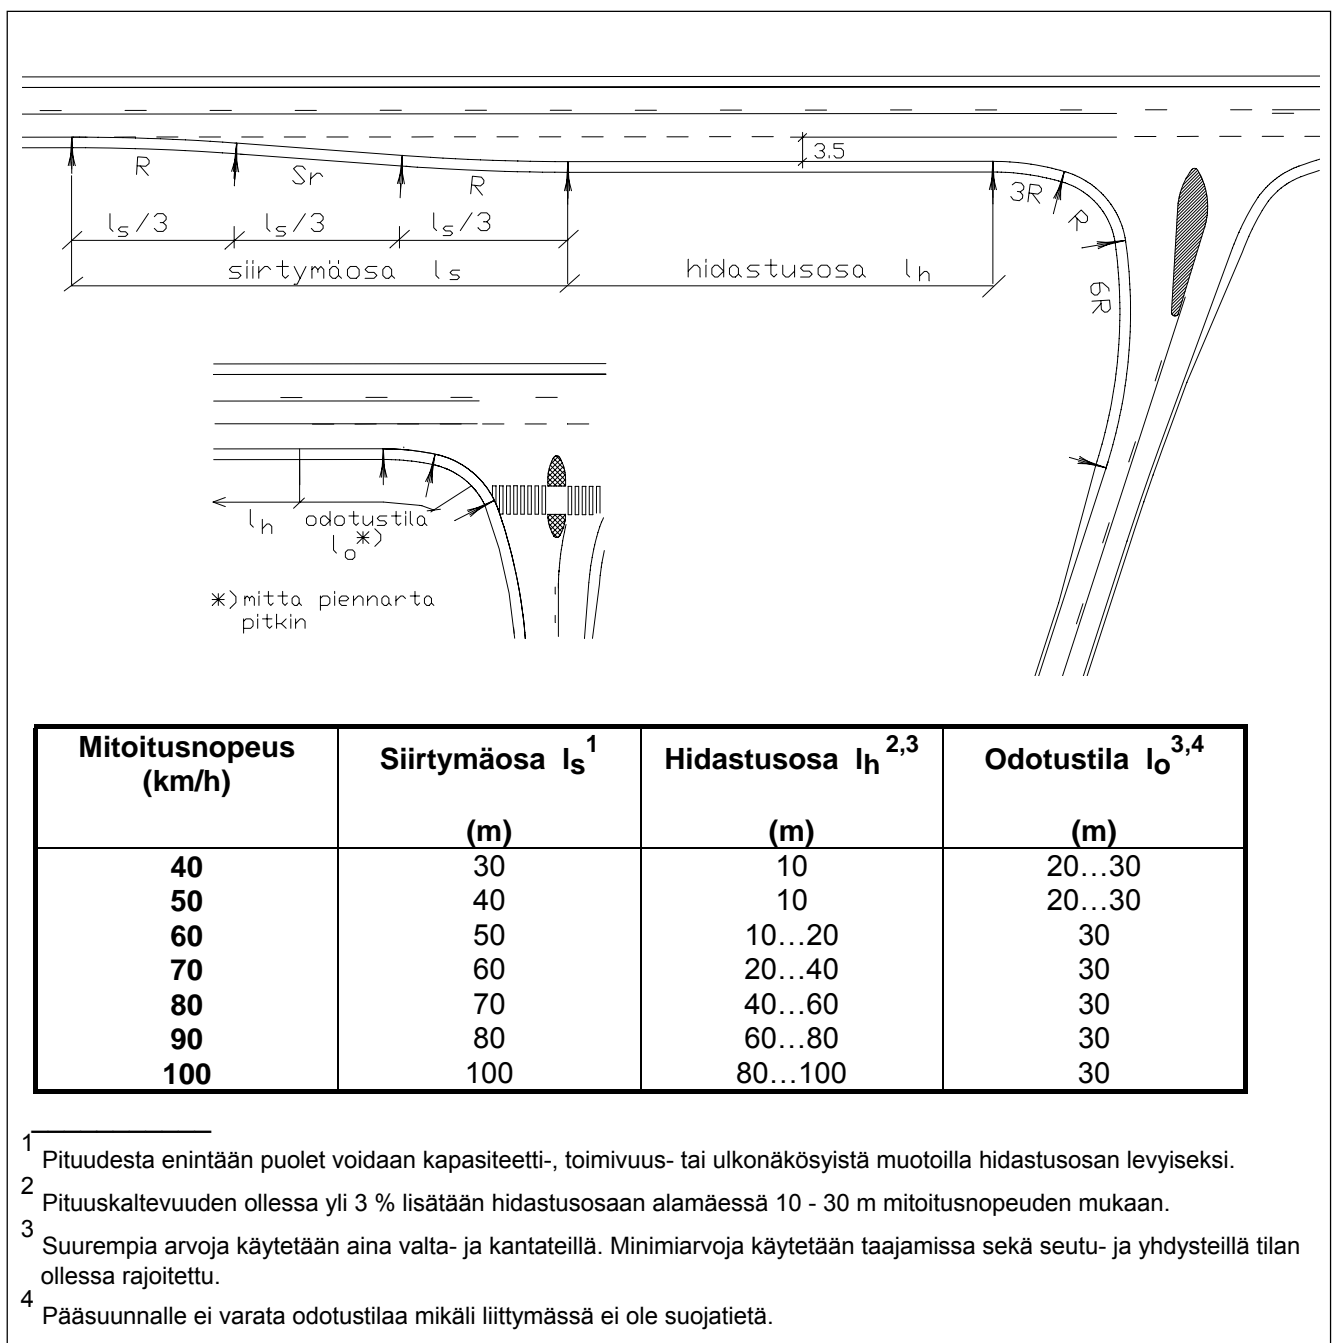 3.5
R
Sr
R
3R
R
6R
ls/3
ls/3
ls/3
siirtymäosa ls
hidastusosa lh
lh
odotustila
lo*)
*)mitta piennarta
pitkin
Mitoitusnopeus (km/h) Siirtymäosa ls¹ (m) Hidastusosa lh²,³ (m) Odotustila lo³,⁴ (m)
40 30 10 20…30
50 40 10 20…30
60 50 10…20 30
70 60 20…40 30
80 70 40…60 30
90 80 60…80 30
100 100 80…100 30
1 Pituudesta enintään puolet voidaan kapasiteetti-, toimivuus- tai ulkonäkösyistä muotoilla hidastusosan levyiseksi.
2 Pituuskaltevuuden ollessa yli 3 % lisätään hidastusosaan alamäessä 10 - 30 m mitoitusnopeuden mukaan.
3 Suurempia arvoja käytetään aina valta- ja kantateillä. Minimiarvoja käytetään taajamissa sekä seutu- ja yhdysteillä tilan
ollessa rajoitettu.
4 Pääsuunnalle ei varata odotustilaa mikäli liittymässä ei ole suojatietä.